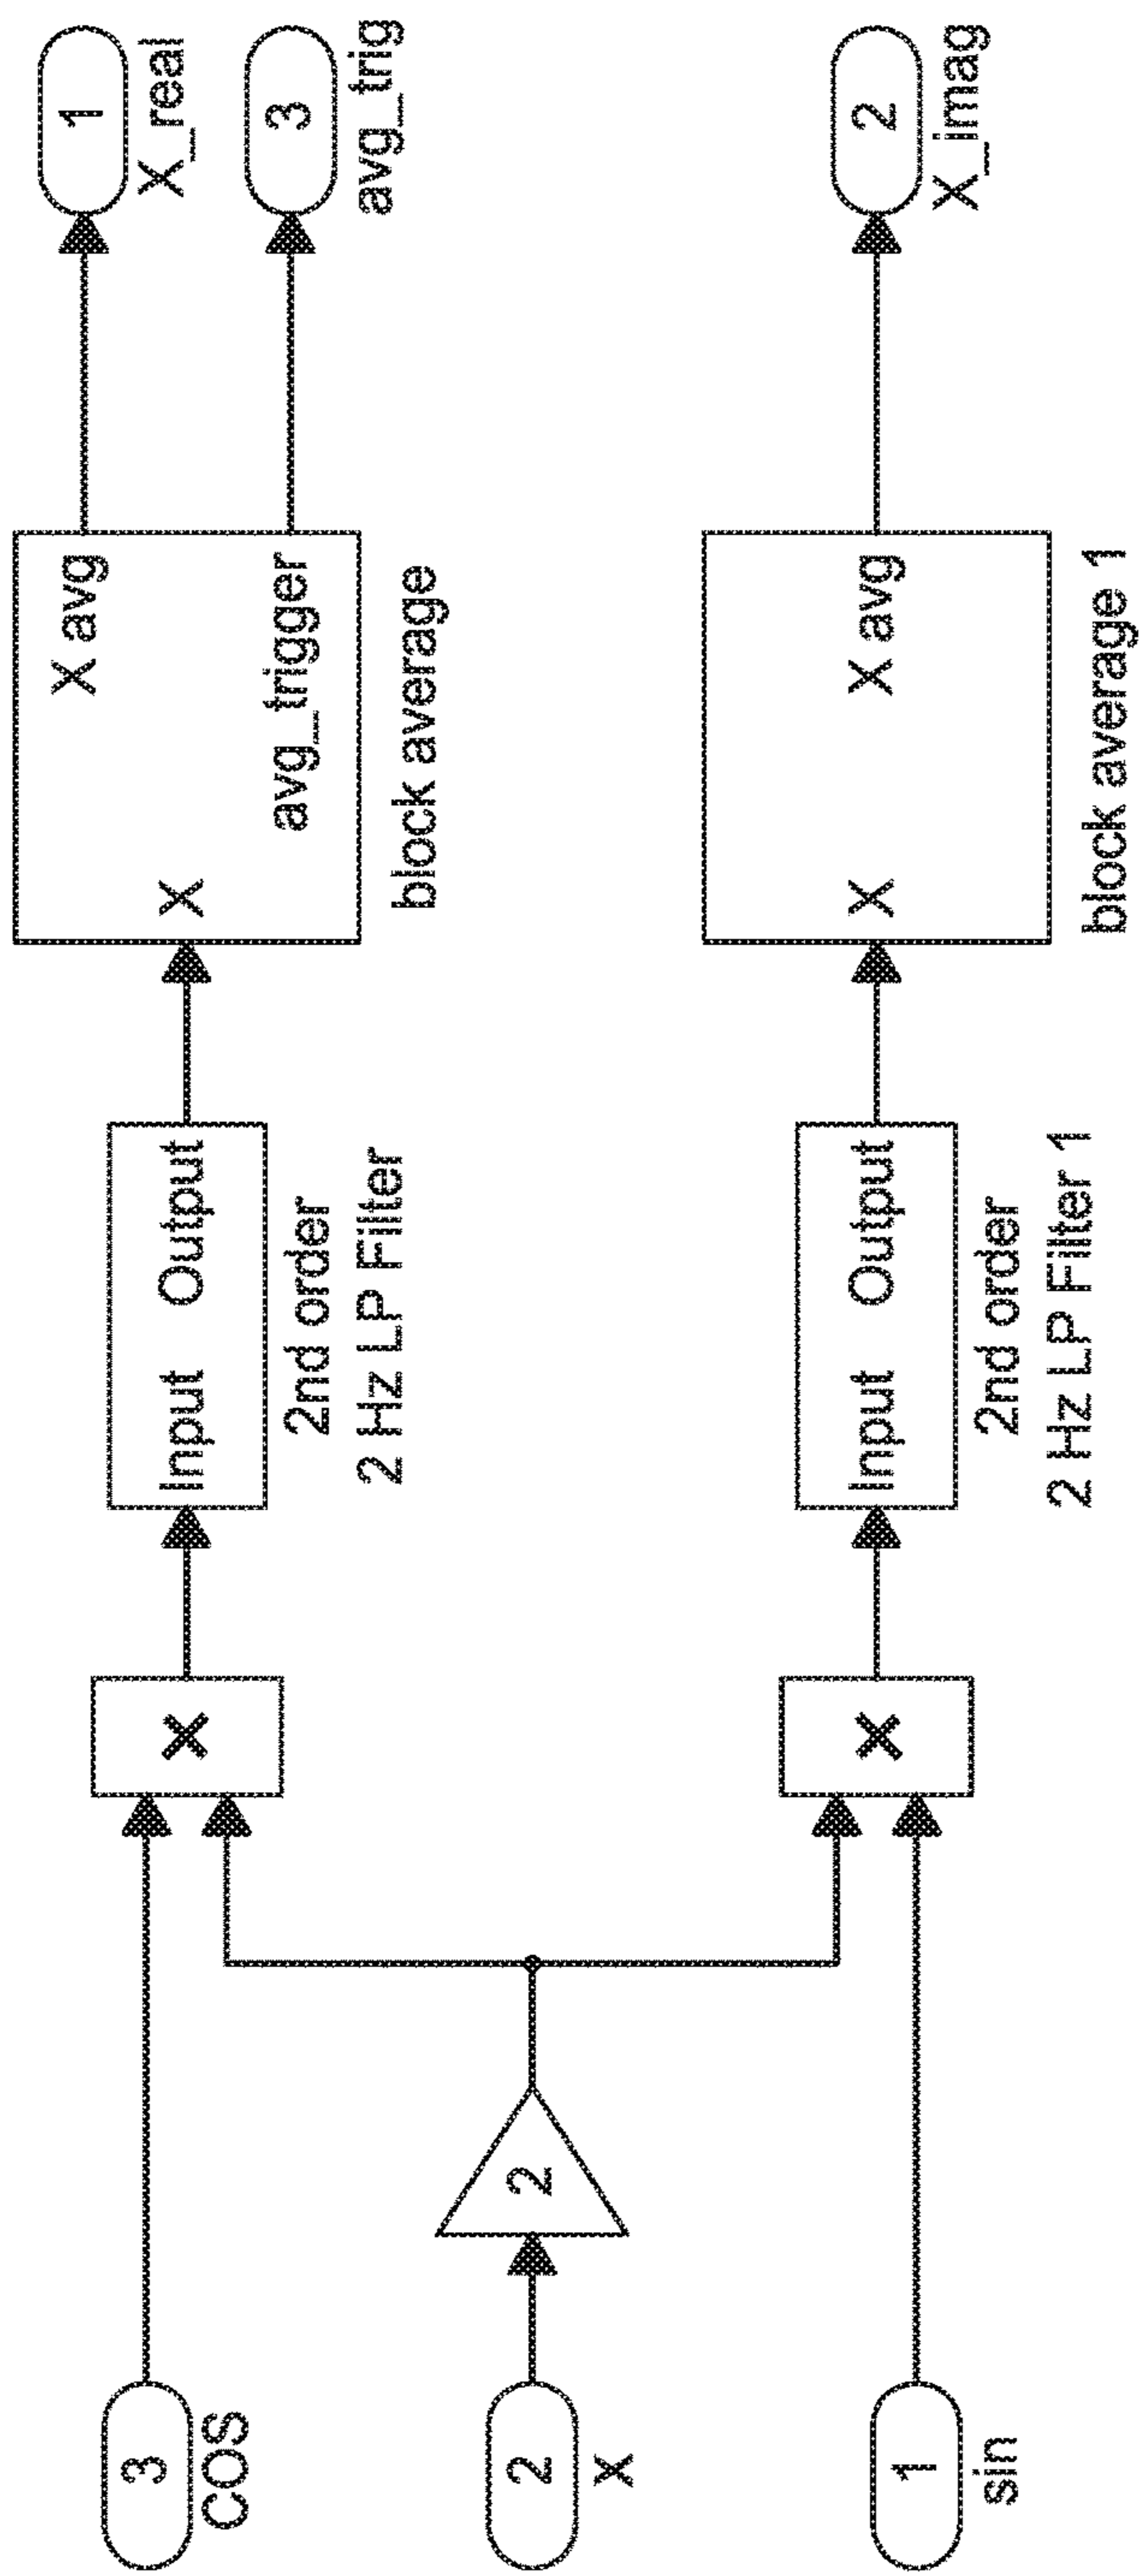 3
COS
2
x
1
sin
2
×
×
Input Output
2nd order
2 Hz LP Filter
Input Output
2nd order
2 Hz LP Filter 1
X
X avg
avg_trigger
block average
X
X avg
block average 1
1
X_real
3
avg_trig
2
X_imag